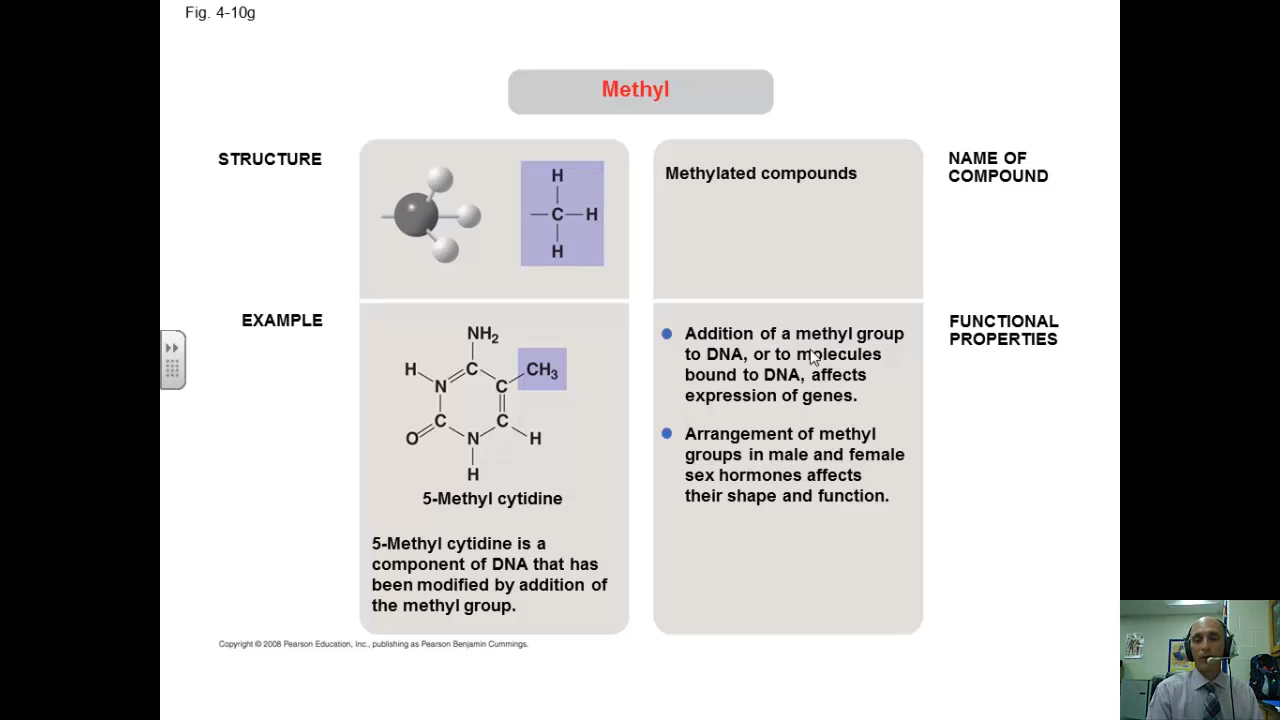 Fig. 4-10g
Methyl
STRUCTURE
H
C
H
H
Methylated compounds
NAME OF
COMPOUND
EXAMPLE
NH2
H
C
CH3
N
C
C
C
O
N
H
H
5-Methyl cytidine
5-Methyl cytidine is a
component of DNA that has
been modified by addition of
the methyl group.
Addition of a methyl group
to DNA, or to molecules
bound to DNA, affects
expression of genes.
Arrangement of methyl
groups in male and female
sex hormones affects
their shape and function.
FUNCTIONAL
PROPERTIES
Copyright © 2008 Pearson Education, Inc., publishing as Pearson Benjamin Cummings.